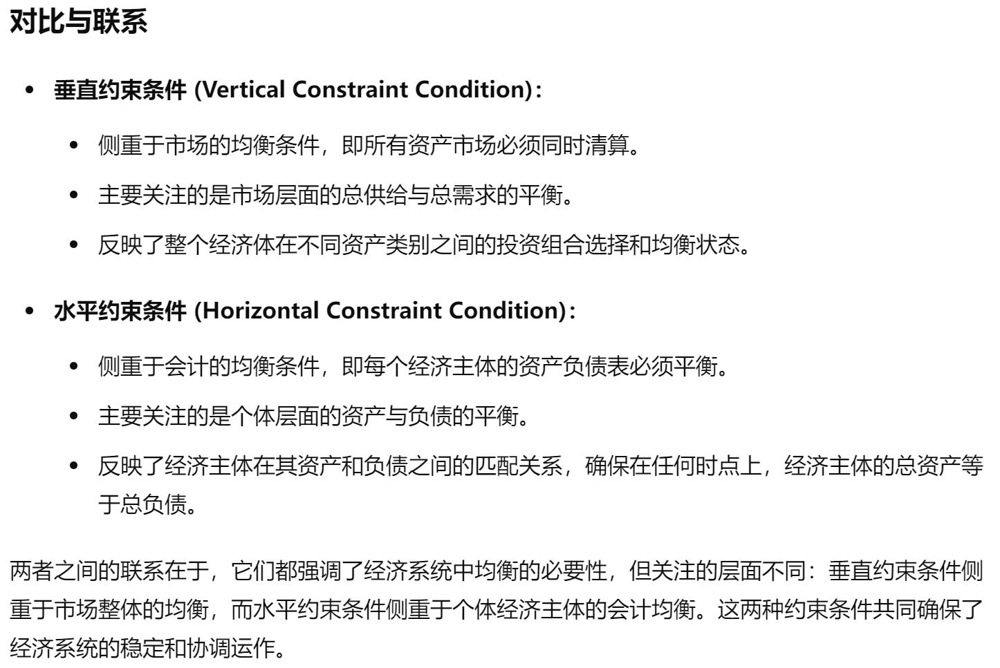 对比与联系
垂直约束条件 (Vertical Constraint Condition)：
侧重于市场的均衡条件，即所有资产市场必须同时清算。
主要关注的是市场层面的总供给与总需求的平衡。
反映了整个经济体在不同资产类别之间的投资组合选择和均衡状态。
水平约束条件 (Horizontal Constraint Condition)：
侧重于会计的均衡条件，即每个经济主体的资产负债表必须平衡。
主要关注的是个体层面的资产与负债的平衡。
反映了经济主体在其资产和负债之间的匹配关系，确保在任何时点上，经济主体的总资产等
于总负债。
两者之间的联系在于，它们都强调了经济系统中均衡的必要性，但关注的层面不同：垂直约束条件侧
重于市场整体的均衡，而水平约束条件侧重于个体经济主体的会计均衡。这两种约束条件共同确保了
经济系统的稳定和协调运作。